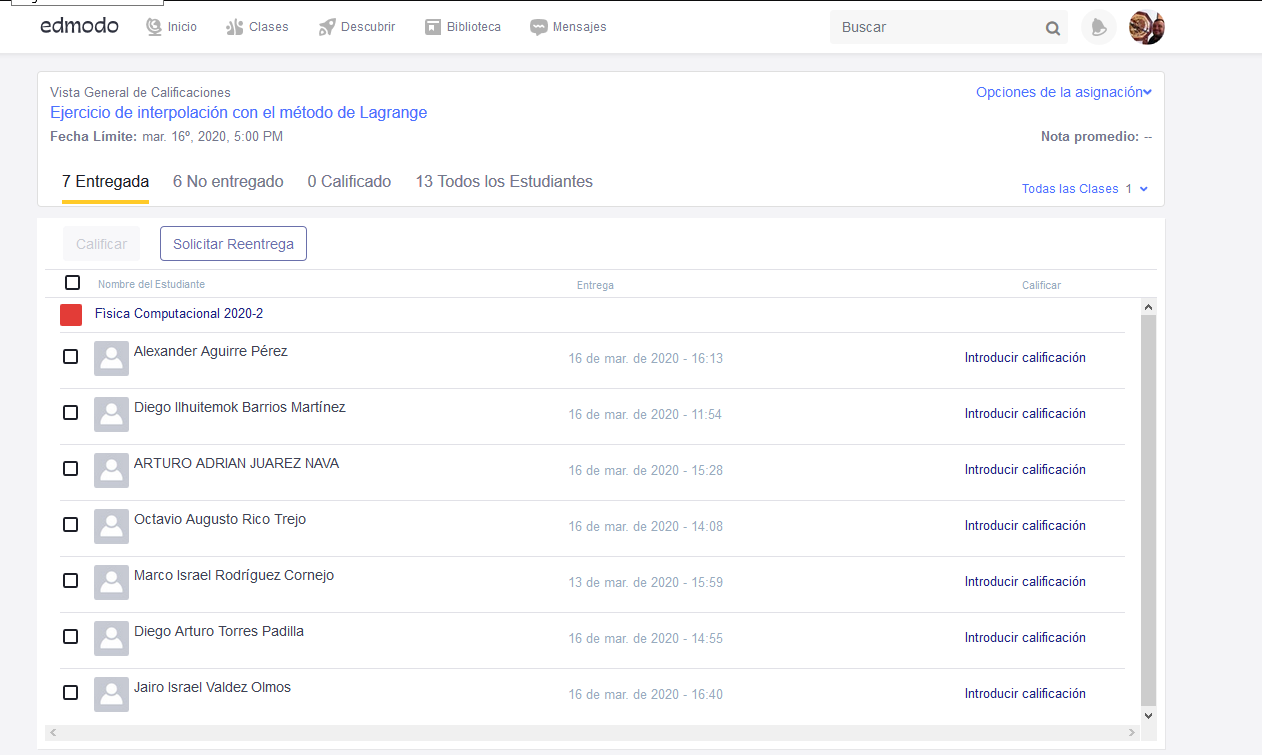 edmodo Inicio Clases Descubrir Biblioteca Mensajes Buscar
Vista General de Calificaciones
Opciones de la asignación
Ejercicio de interpolación con el método de Lagrange
Fecha Límite: mar. 16º, 2020, 5:00 PM
Nota promedio: --
7 Entregada 6 No entregado 0 Calificado 13 Todos los Estudiantes
Todas las Clases 1
Calificar Solicitar Reentrega
Nombre del Estudiante Entrega Calificar
Fìsica Computacional 2020-2
Alexander Aguirre Pérez 16 de mar. de 2020 - 16:13 Introducir calificación
Diego Ilhuitemok Barrios Martínez 16 de mar. de 2020 - 11:54 Introducir calificación
ARTURO ADRIAN JUAREZ NAVA 16 de mar. de 2020 - 15:28 Introducir calificación
Octavio Augusto Rico Trejo 16 de mar. de 2020 - 14:08 Introducir calificación
Marco Israel Rodríguez Cornejo 13 de mar. de 2020 - 15:59 Introducir calificación
Diego Arturo Torres Padilla 16 de mar. de 2020 - 14:55 Introducir calificación
Jairo Israel Valdez Olmos 16 de mar. de 2020 - 16:40 Introducir calificación